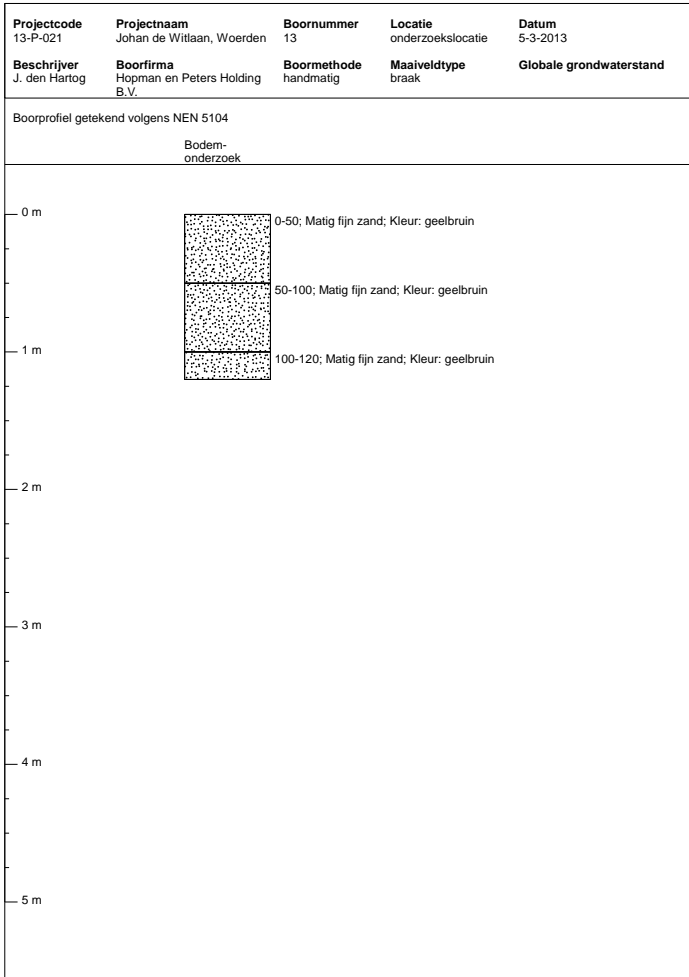 Projectcode Projectnaam Boornummer Locatie Datum
13-P-021 Johan de Witlaan, Woerden 13 onderzoekslocatie 5-3-2013
Beschrijver Boorfirma Boormethode Maaiveldtype Globale grondwaterstand
J. den Hartog Hopman en Peters Holding handmatig braak
B.V.
Boorprofiel getekend volgens NEN 5104
Bodem-
onderzoek
0 m
0-50; Matig fijn zand; Kleur: geelbruin
50-100; Matig fijn zand; Kleur: geelbruin
1 m
100-120; Matig fijn zand; Kleur: geelbruin
2 m
3 m
4 m
5 m